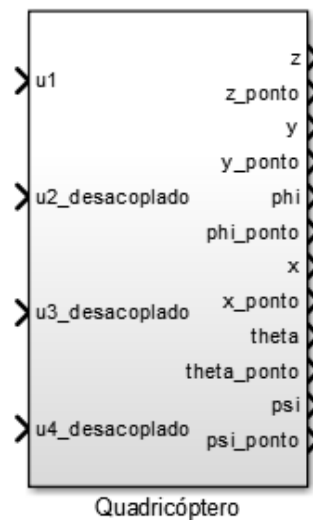 u1
u2_desacoplado
u3_desacoplado
u4_desacoplado
z
z_ponto
y
y_ponto
phi
phi_ponto
x
x_ponto
theta
theta_ponto
psi
psi_ponto
Quadricóptero